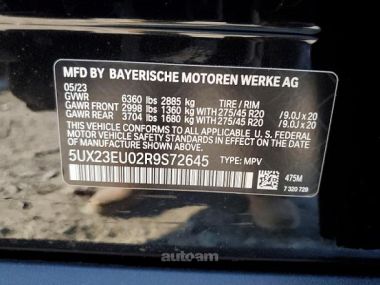 MFD BY BAYERISCHE MOTOREN WERKE AG
05/23
GVWR 6360 lbs 2885 kg TIRE / RIM
GAWR FRONT 2998 lbs 1360 kg WITH 275/45 R20 / 9.0J x 20
GAWR REAR 3704 lbs 1680 kg WITH 275/45 R20 / 9.0J x 20
THIS VEHICLE CONFORMS TO ALL APPLICABLE
U.S. FEDERAL MOTOR VEHICLE SAFETY STANDARDS
IN EFFECT ON THE DATE OF MANUFACTURE
SHOWN ABOVE.
5UX23EU02R9S72645 TYPE: MPV
475M
7 320 729
autoam